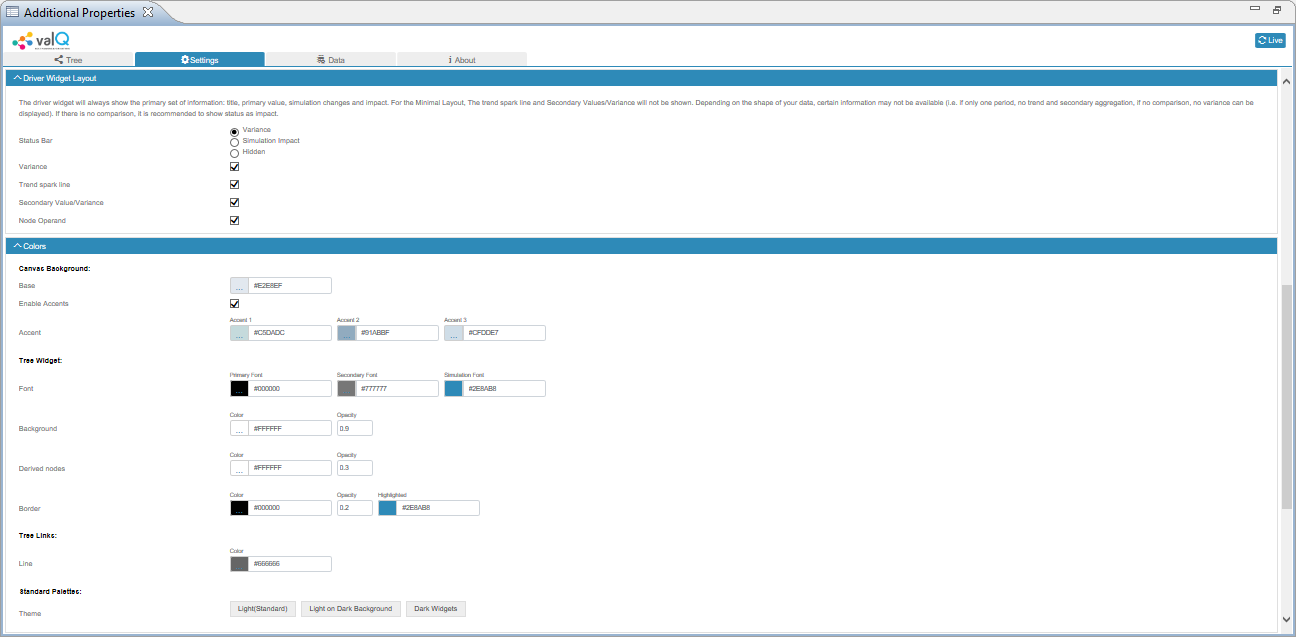 Additional Properties
valQ
Live
Tree
Settings
Data
About
Driver Widget Layout
The driver widget will always show the primary set of information: title, primary value, simulation changes and impact. For the Minimal Layout, The trend spark line and Secondary Values/Variance will not be shown. Depending on the shape of your data, certain information may not be available (i.e. if only one period, no trend and secondary aggregation, if no comparison, no variance can be
displayed). If there is no comparison, it is recommended to show status as impact.
Variance
Status Bar
Simulation Impact
Hidden
Variance
Trend spark line
Secondary Value/Variance
Node Operand
Colors
Canvas Background:
Base ... #E2E8EF
Enable Accents
Accent 1 Accent 2 Accent 3
Accent ... #C5DADC ... #91ABBF ... #CFDDE7
Tree Widget:
Primary Font Secondary Font Simulation Font
Font ... #000000 #777777 #2E8AB8
Color Opacity
Background ... #FFFFFF 0.9
Color Opacity
Derived nodes ... #FFFFFF 0.3
Color Opacity Highlighted
Border ... #000000 0.2 #2E8AB8
Tree Links:
Color
Line #666666
Standard Palettes:
Theme Light(Standard) Light on Dark Background Dark Widgets